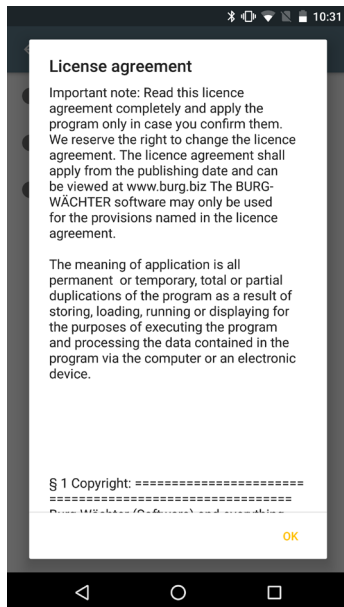 10:31
License agreement
Important note: Read this licence
agreement completely and apply the
program only in case you confirm them.
We reserve the right to change the licence
agreement. The licence agreement shall
apply from the publishing date and can
be viewed at www.burg.biz The BURG-
WÄCHTER software may only be used
for the provisions named in the licence
agreement.
The meaning of application is all
permanent  or temporary, total or partial
duplications of the program as a result of
storing, loading, running or displaying for
the purposes of executing the program
and processing the data contained in the
program via the computer or an electronic
device.
§ 1 Copyright: =======================
=================================
Burg-Wächter (Software) and everything
OK